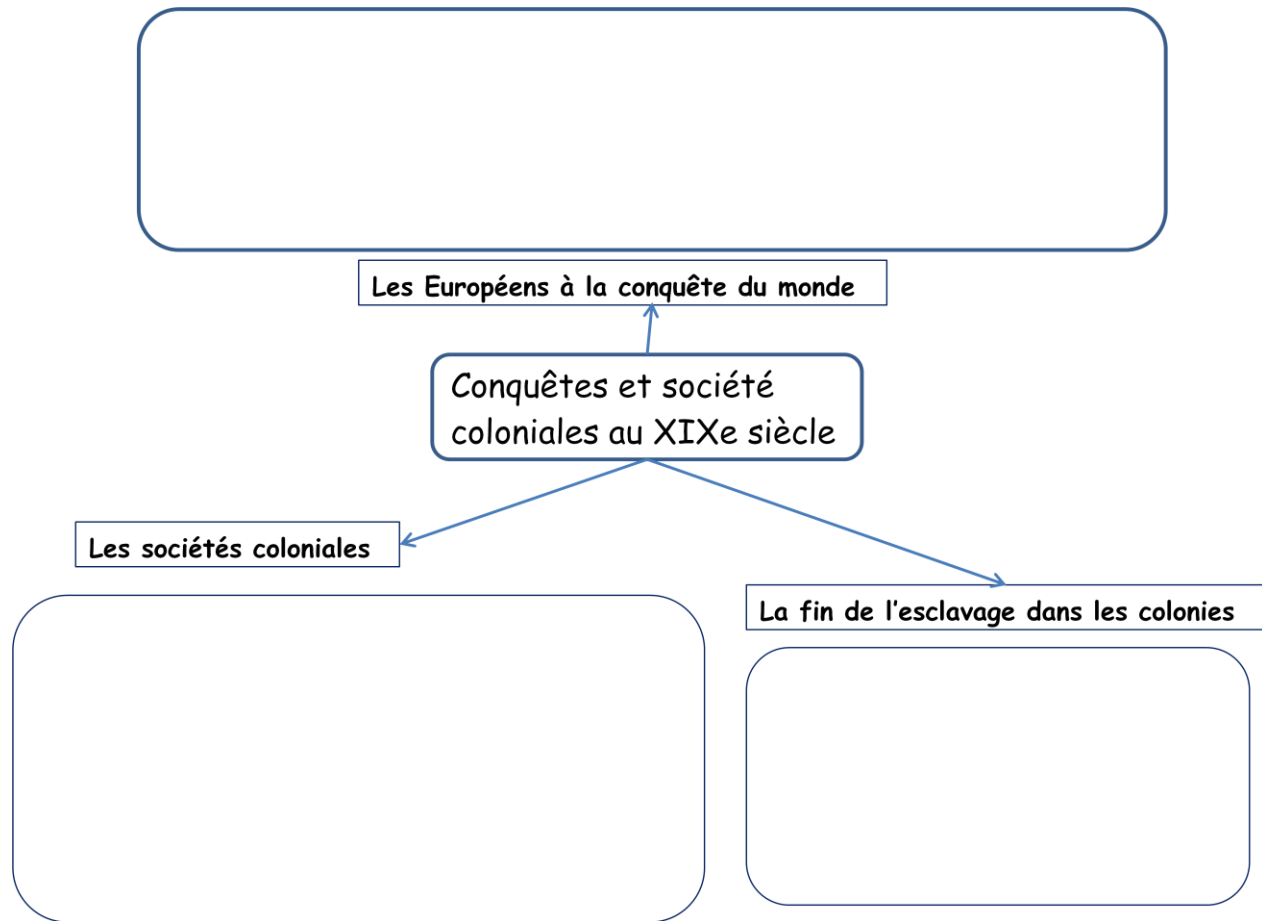 Les Européens à la conquête du monde
Conquêtes et société
coloniales au XIXe siècle
Les sociétés coloniales
La fin de l'esclavage dans les colonies